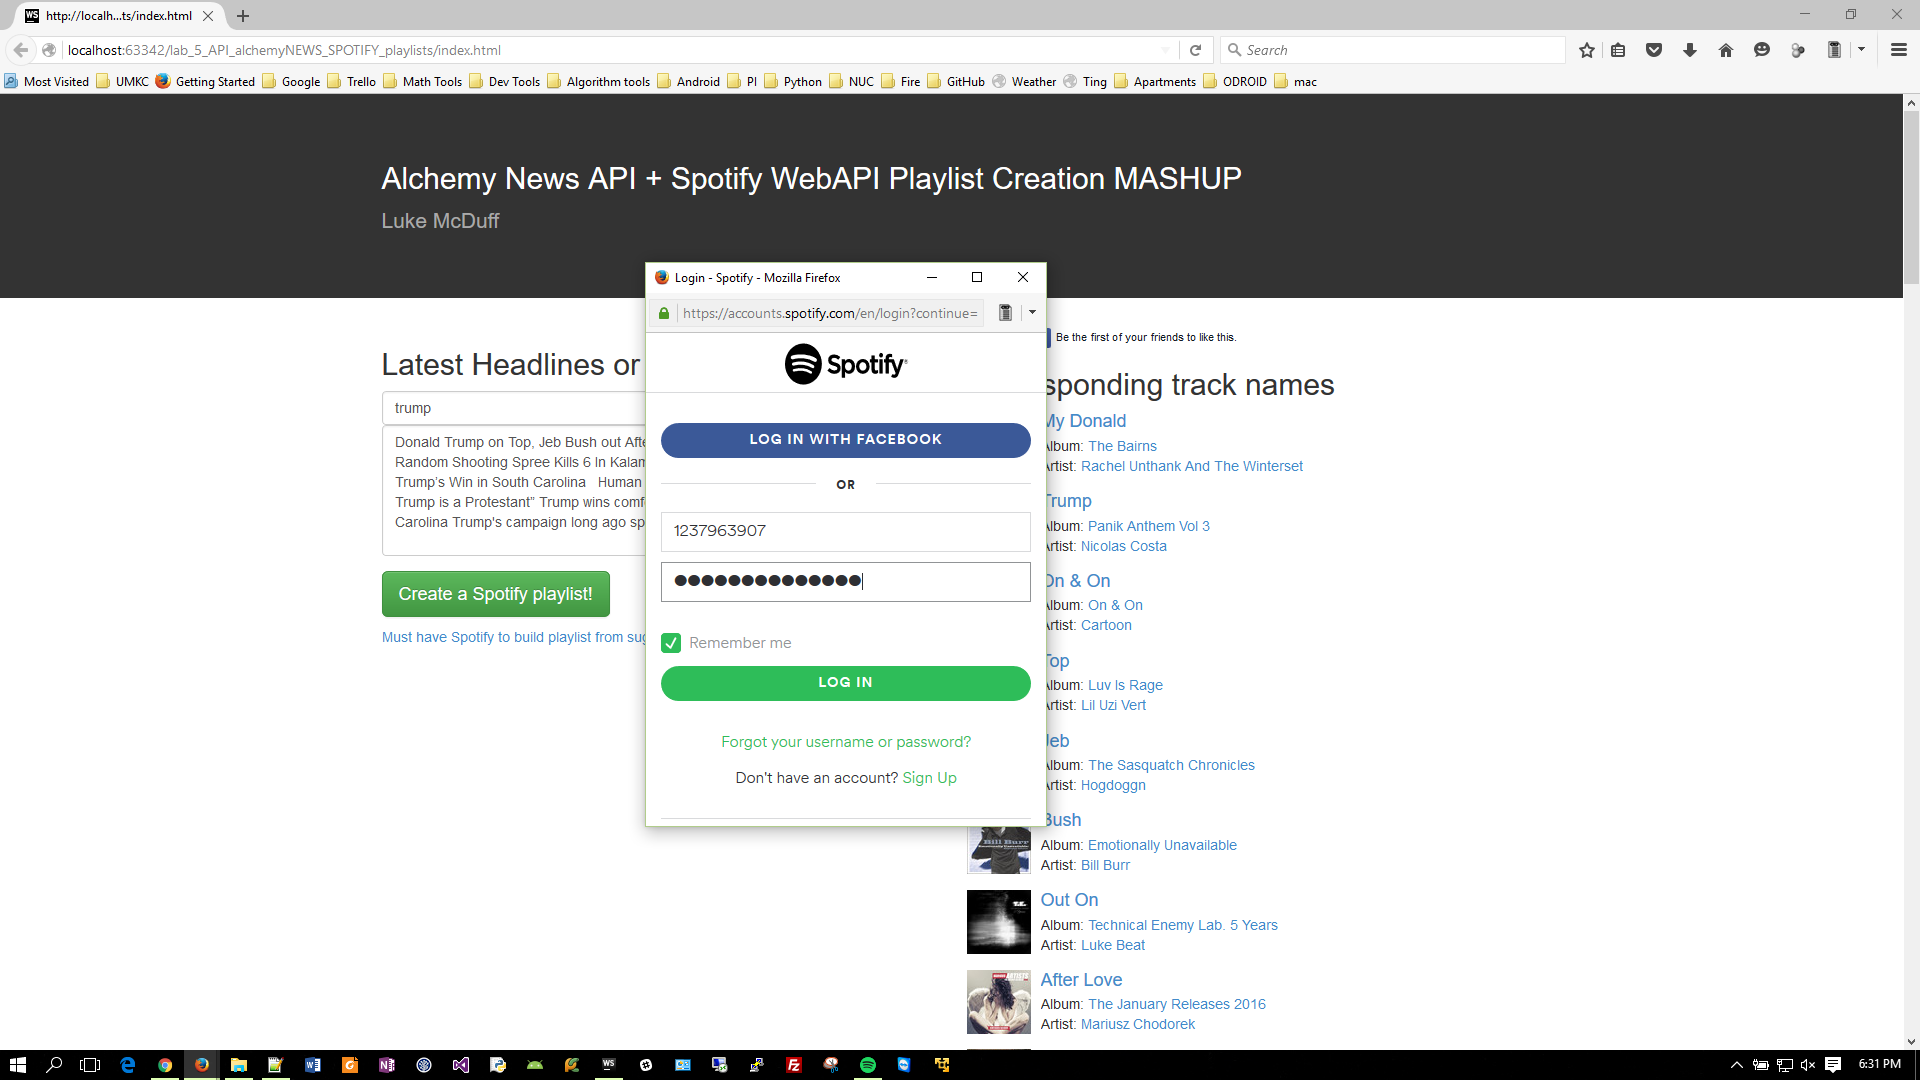 http://localh...ts/index.html
localhost:63342/lab_5_API_alchemyNEWS_SPOTIFY_playlists/index.html
Search
Most Visited UMKC Getting Started Google Trello Math Tools Dev Tools Algorithm tools Android PI Python NUC Fire GitHub Weather Ting Apartments ODROID mac
Alchemy News API + Spotify WebAPI Playlist Creation MASHUP
Luke McDuff
Latest Headlines or
trump
Donald Trump on Top, Jeb Bush out Afte
Random Shooting Spree Kills 6 In Kalam
Trump's Win in South Carolina Human
Trump is a Protestant” Trump wins comf
Carolina Trump's campaign long ago sp
Create a Spotify playlist!
Must have Spotify to build playlist from sug
Login - Spotify - Mozilla Firefox
https://accounts.spotify.com/en/login?continue=
Spotify
LOG IN WITH FACEBOOK
OR
1237963907
Remember me
LOG IN
Forgot your username or password?
Don't have an account? Sign Up
Be the first of your friends to like this.
sponding track names
My Donald
Album: The Bairns
Artist: Rachel Unthank And The Winterset
Trump
Album: Panik Anthem Vol 3
Artist: Nicolas Costa
On & On
Album: On & On
Artist: Cartoon
Top
Album: Luv Is Rage
Artist: Lil Uzi Vert
Jeb
Album: The Sasquatch Chronicles
Artist: Hogdoggn
Bush
Album: Emotionally Unavailable
Artist: Bill Burr
Out On
Album: Technical Enemy Lab. 5 Years
Artist: Luke Beat
After Love
Album: The January Releases 2016
Artist: Mariusz Chodorek
6:31 PM